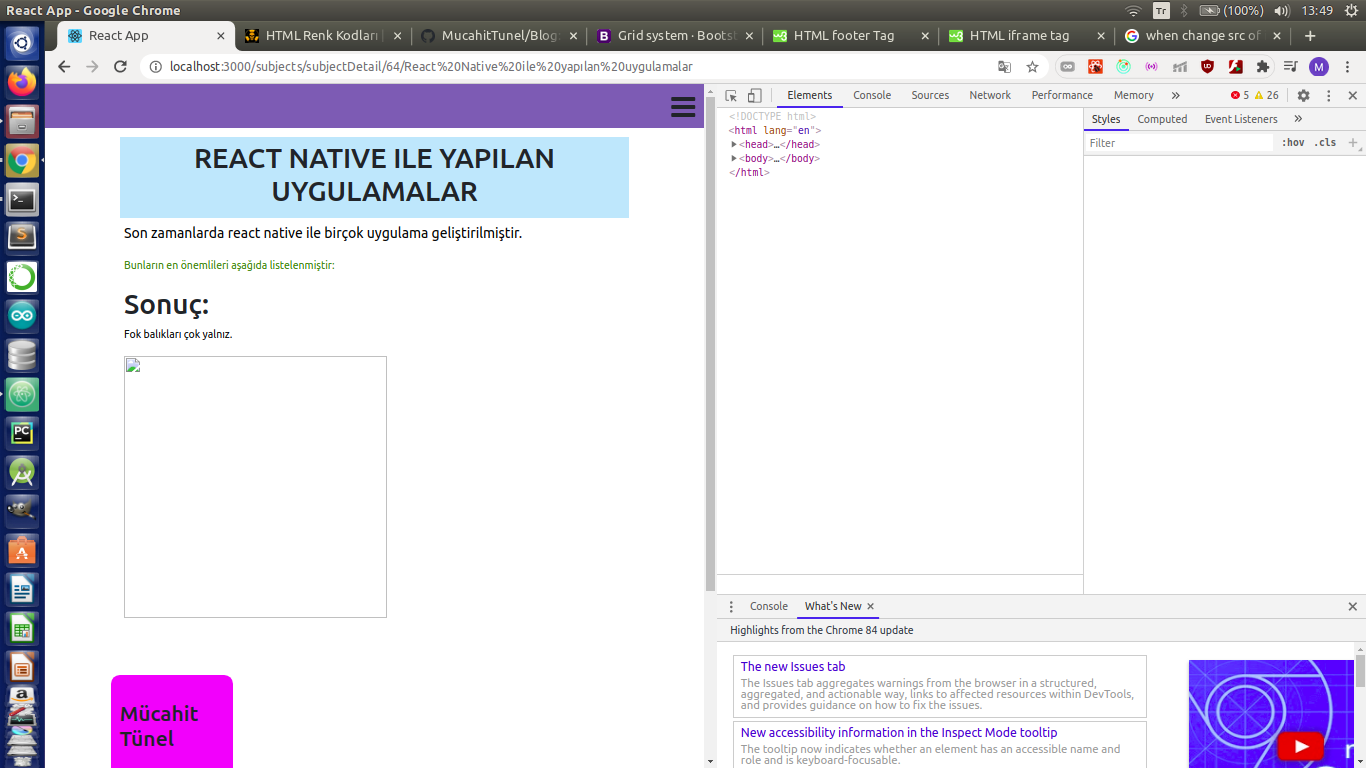 React App - Google Chrome
Tr
(100%)
13:49
React App
HTML Renk Kodları
MucahitTunel/Blog
Grid system · Bootst
HTML footer Tag
HTML iframe tag
when change src of
localhost:3000/subjects/subjectDetail/64/React%20Native%20ile%20yapılan%20uygulamalar
M
Elements Console Sources Network Performance Memory » 5 26
<!DOCTYPE html>
<html lang="en">
<head>…</head>
<body>…</body>
</html>
Styles Computed Event Listeners »
Filter :hov .cls +
REACT NATIVE ILE YAPILAN
UYGULAMALAR
Son zamanlarda react native ile birçok uygulama geliştirilmiştir.
Bunların en önemlileri aşağıda listelenmiştir:
Sonuç:
Fok balıkları çok yalnız.
Mücahit
Tünel
Console What's New
Highlights from the Chrome 84 update
The new Issues tab
The Issues tab aggregates warnings from the browser in a structured,
aggregated, and actionable way, links to affected resources within DevTools,
and provides guidance on how to fix the issues.
New accessibility information in the Inspect Mode tooltip
The tooltip now indicates whether an element has an accessible name and
role and is keyboard-focusable.
PC